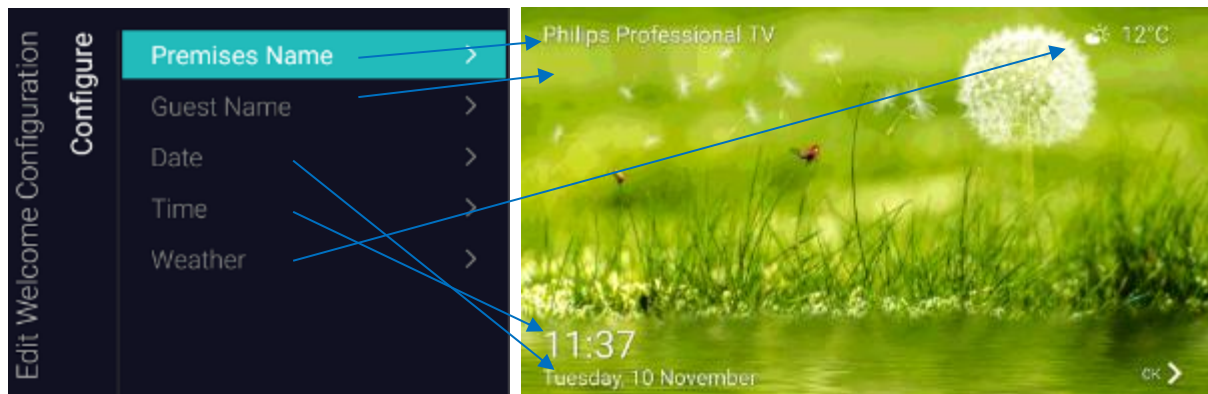 Edit Welcome Configuration
Configure
Premises Name
Guest Name
Date
Time
Weather
Philips Professional TV
12°C
11:37
Tuesday, 10 November
OK